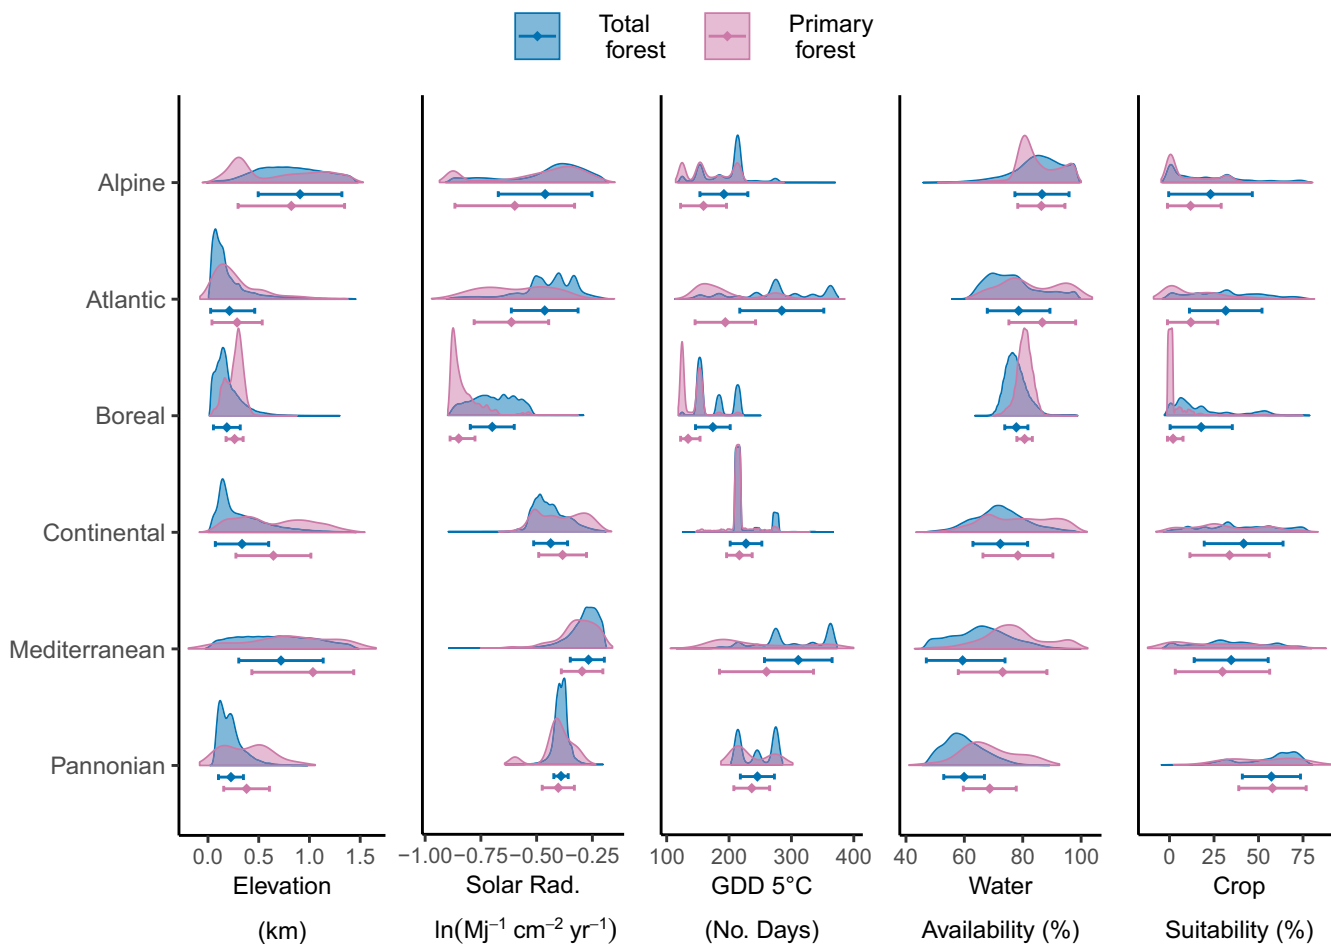 Total forest
Primary forest
Alpine
Atlantic
Boreal
Continental
Mediterranean
Pannonian
0.0 0.5 1.0 1.5
−1.00 −0.75 −0.50 −0.25
100 200 300 400
40 60 80 100
0 25 50 75
Elevation
Solar Rad.
GDD 5°C
Water
Crop
(km)
ln(Mj⁻¹ cm⁻² yr⁻¹)
(No. Days)
Availability (%)
Suitability (%)